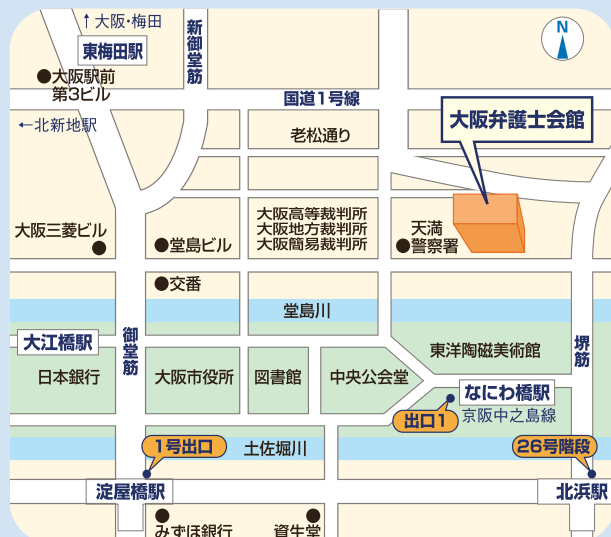 ↑大阪・梅田
新御堂筋
N
東梅田駅
●大阪駅前
第3ビル
国道1号線
←北新地駅
大阪弁護士会館
老松通り
大阪高等裁判所
大阪地方裁判所
大阪簡易裁判所
天満
●警察署
大阪三菱ビル
●堂島ビル
●交番
堂島川
大江橋駅
御堂筋
堺筋
東洋陶磁美術館
日本銀行
大阪市役所
図書館
中央公会堂
なにわ橋駅
京阪中之島線
出口1
1号出口
土佐堀川
26号階段
淀屋橋駅
北浜駅
みずほ銀行
資生堂